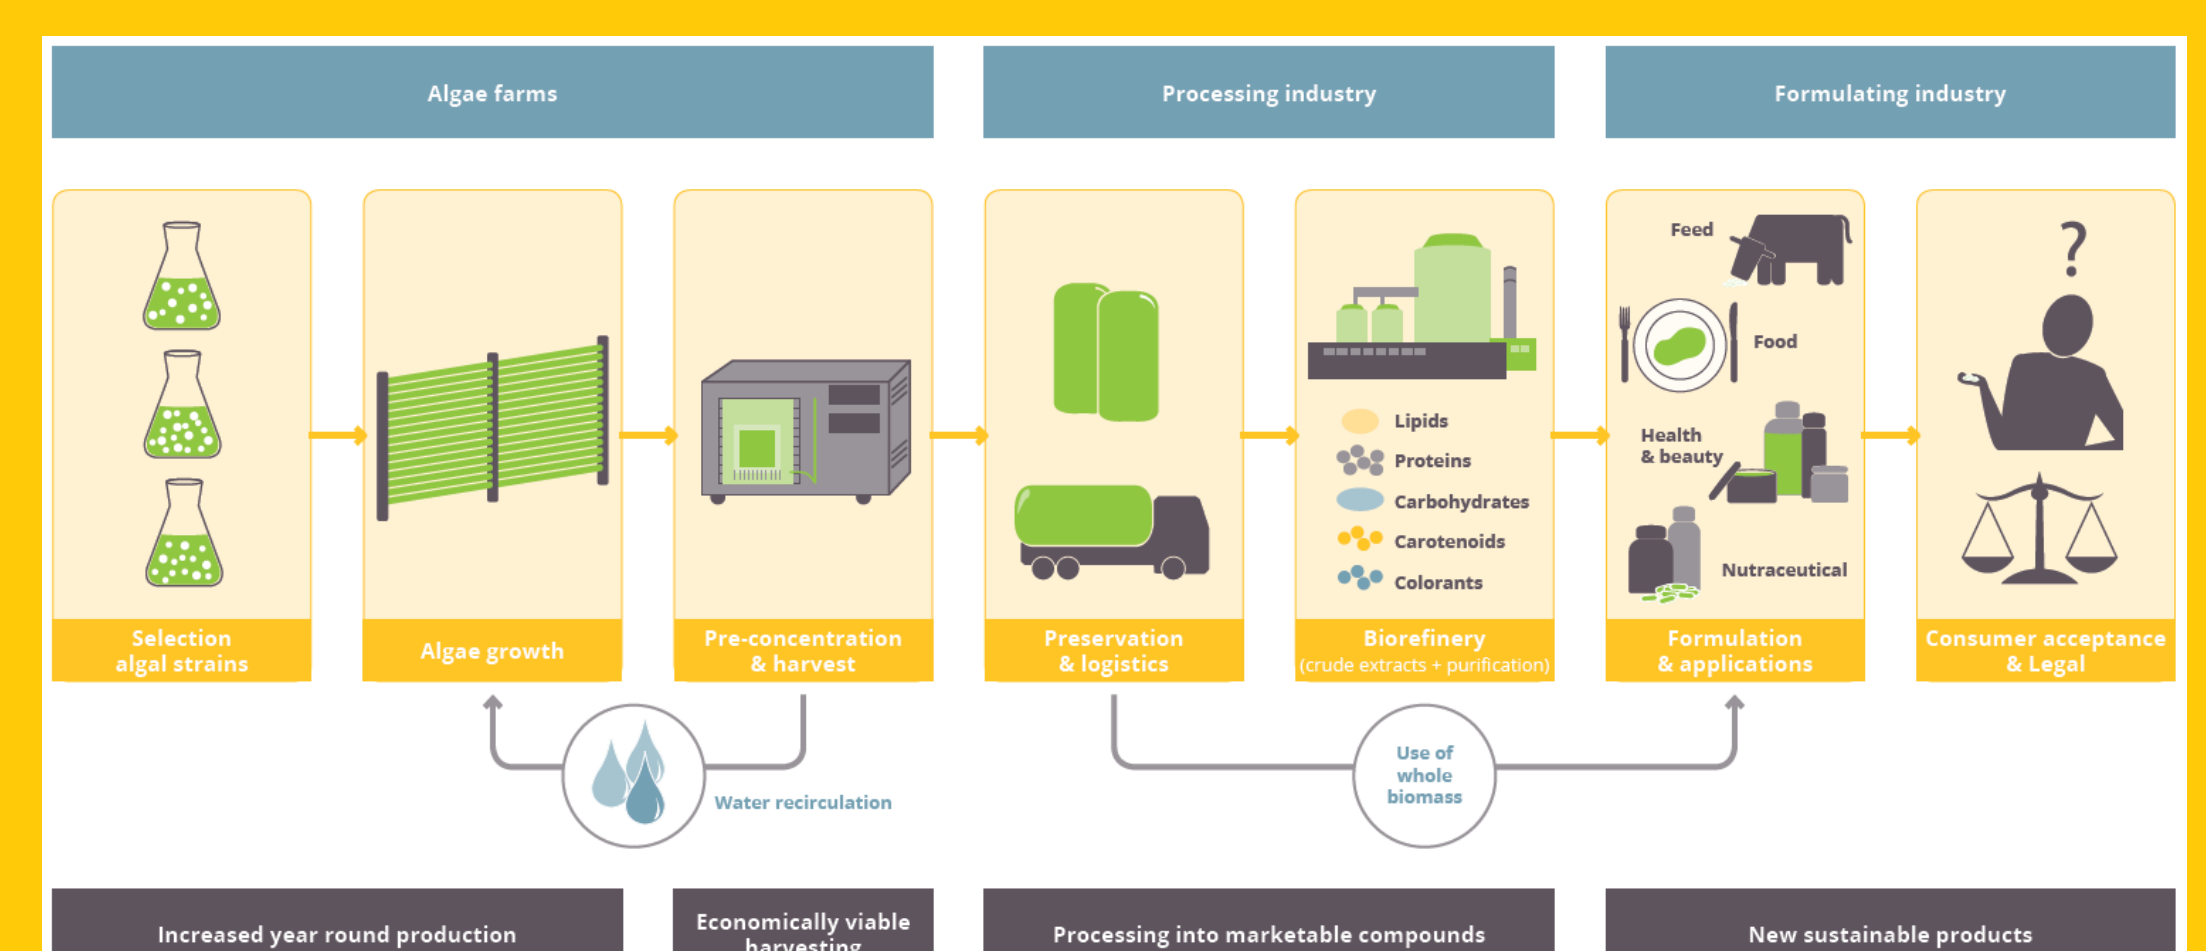 Algae farms
Processing industry
Formulating industry
Feed
Food
Health
& beauty
Nutraceutical
?
Lipids
Proteins
Carbohydrates
Carotenoids
Colorants
Selection
algal strains
Algae growth
Pre-concentration
& harvest
Preservation
& logistics
Biorefinery
(crude extracts + purification)
Formulation
& applications
Consumer acceptance
& Legal
Water recirculation
Use of
whole
biomass
Increased year round production
Economically viable
harvesting
Processing into marketable compounds
New sustainable products